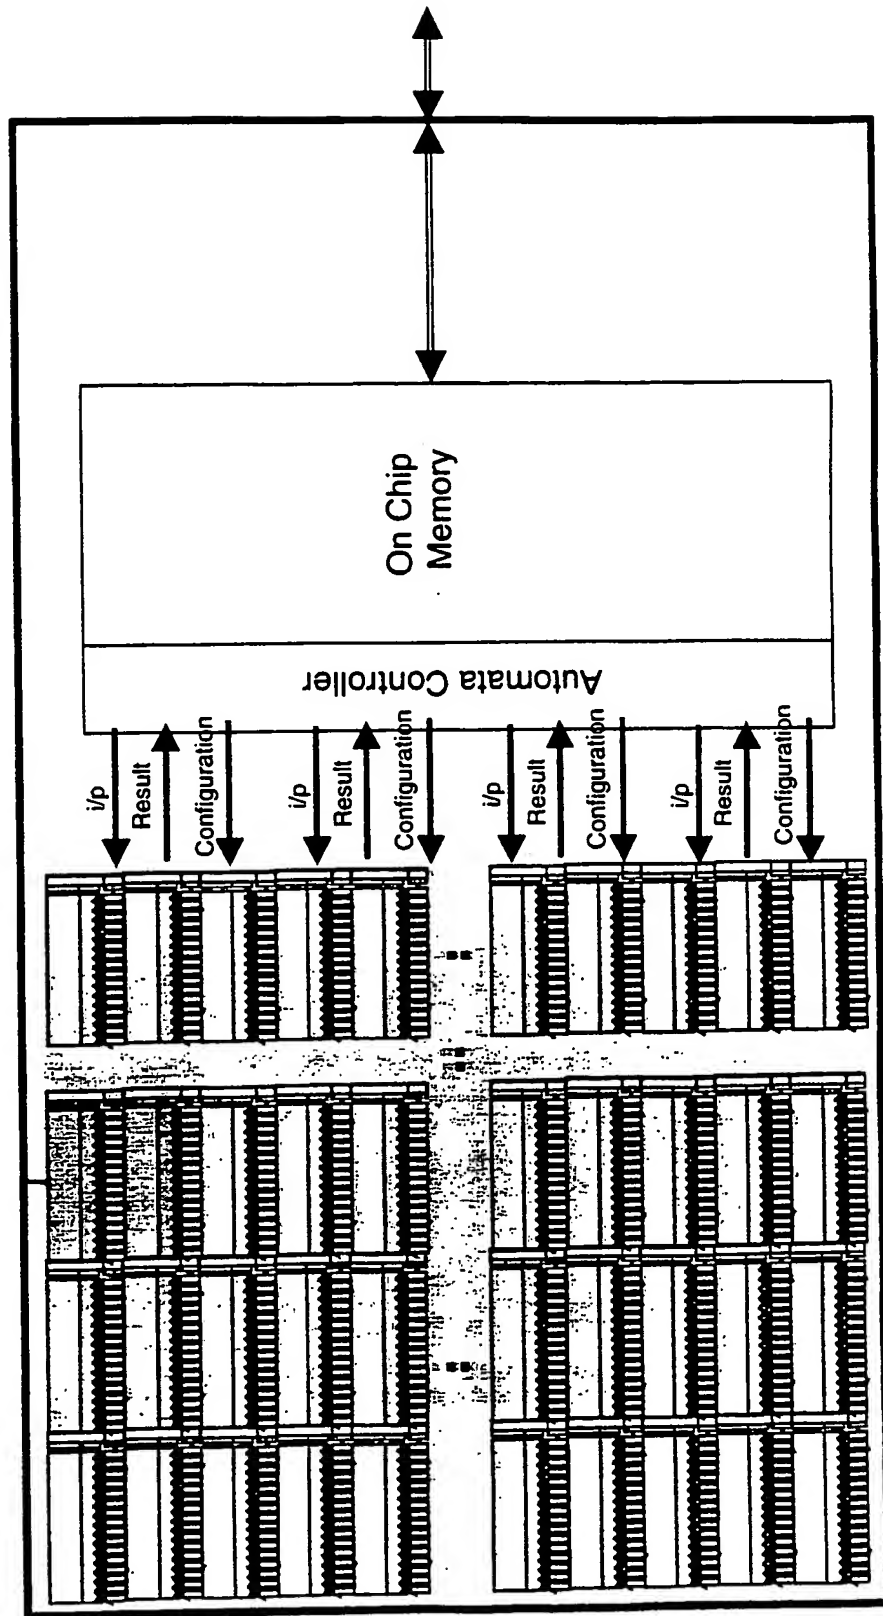 On Chip
Memory
Automata Controller
i/p
Result
Configuration
i/p
Result
Configuration
i/p
Result
Configuration
i/p
Result
Configuration